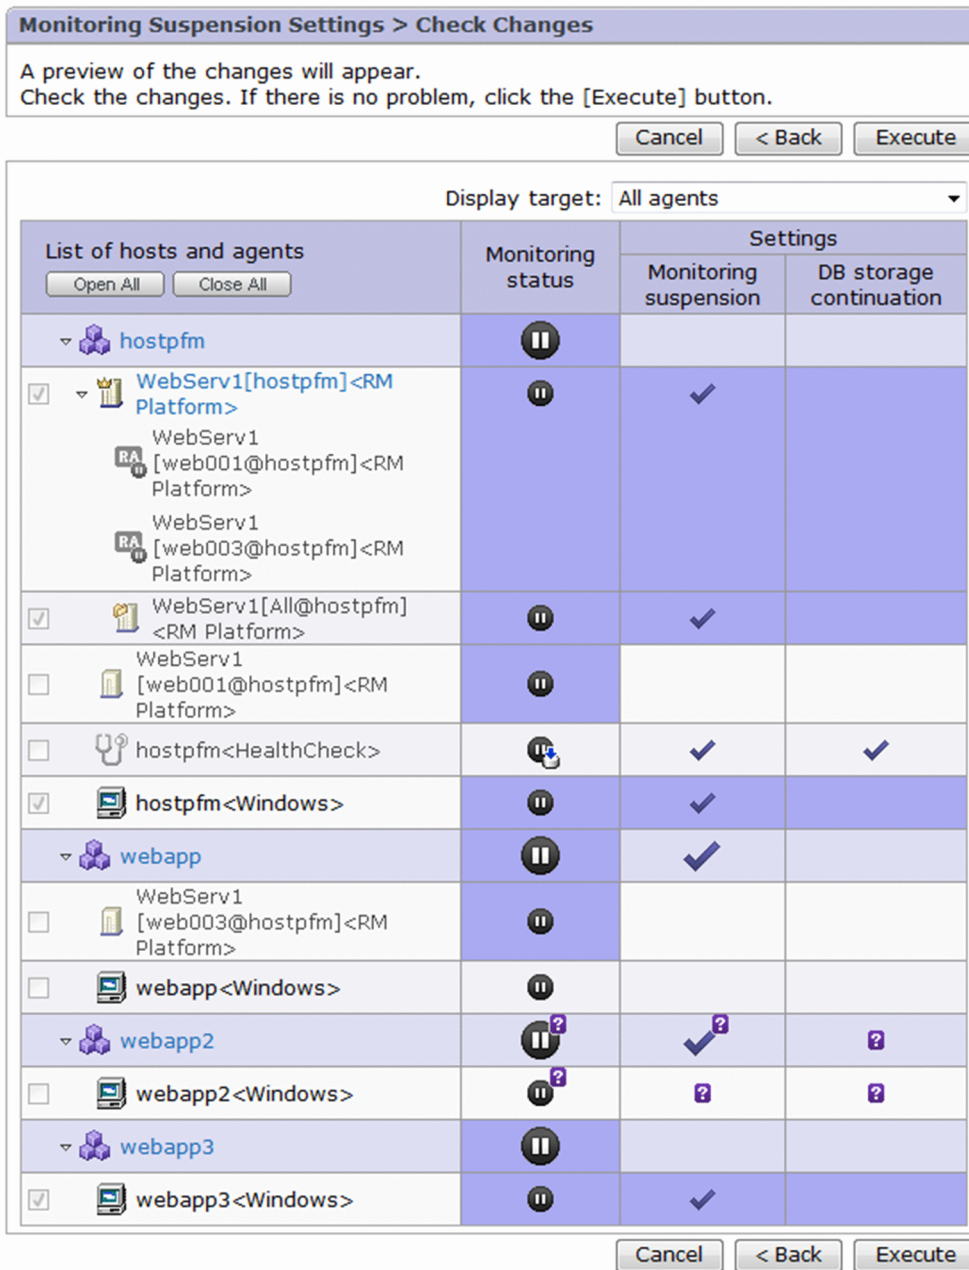 Monitoring Suspension Settings > Check Changes
A preview of the changes will appear.
Check the changes. If there is no problem, click the [Execute] button.
Cancel
< Back
Execute
Display target: All agents
List of hosts and agents
Open All
Close All
Monitoring
status
Settings
Monitoring
suspension
DB storage
continuation
hostpfm
WebServ1[hostpfm]<RM
Platform>
RA
WebServ1
[web001@hostpfm]<RM
Platform>
RA
WebServ1
[web003@hostpfm]<RM
Platform>
WebServ1[All@hostpfm]
<RM Platform>
WebServ1
[web001@hostpfm]<RM
Platform>
hostpfm<HealthCheck>
hostpfm<Windows>
webapp
WebServ1
[web003@hostpfm]<RM
Platform>
webapp<Windows>
webapp2
?
?
?
webapp2<Windows>
?
?
?
webapp3
webapp3<Windows>
Cancel
< Back
Execute